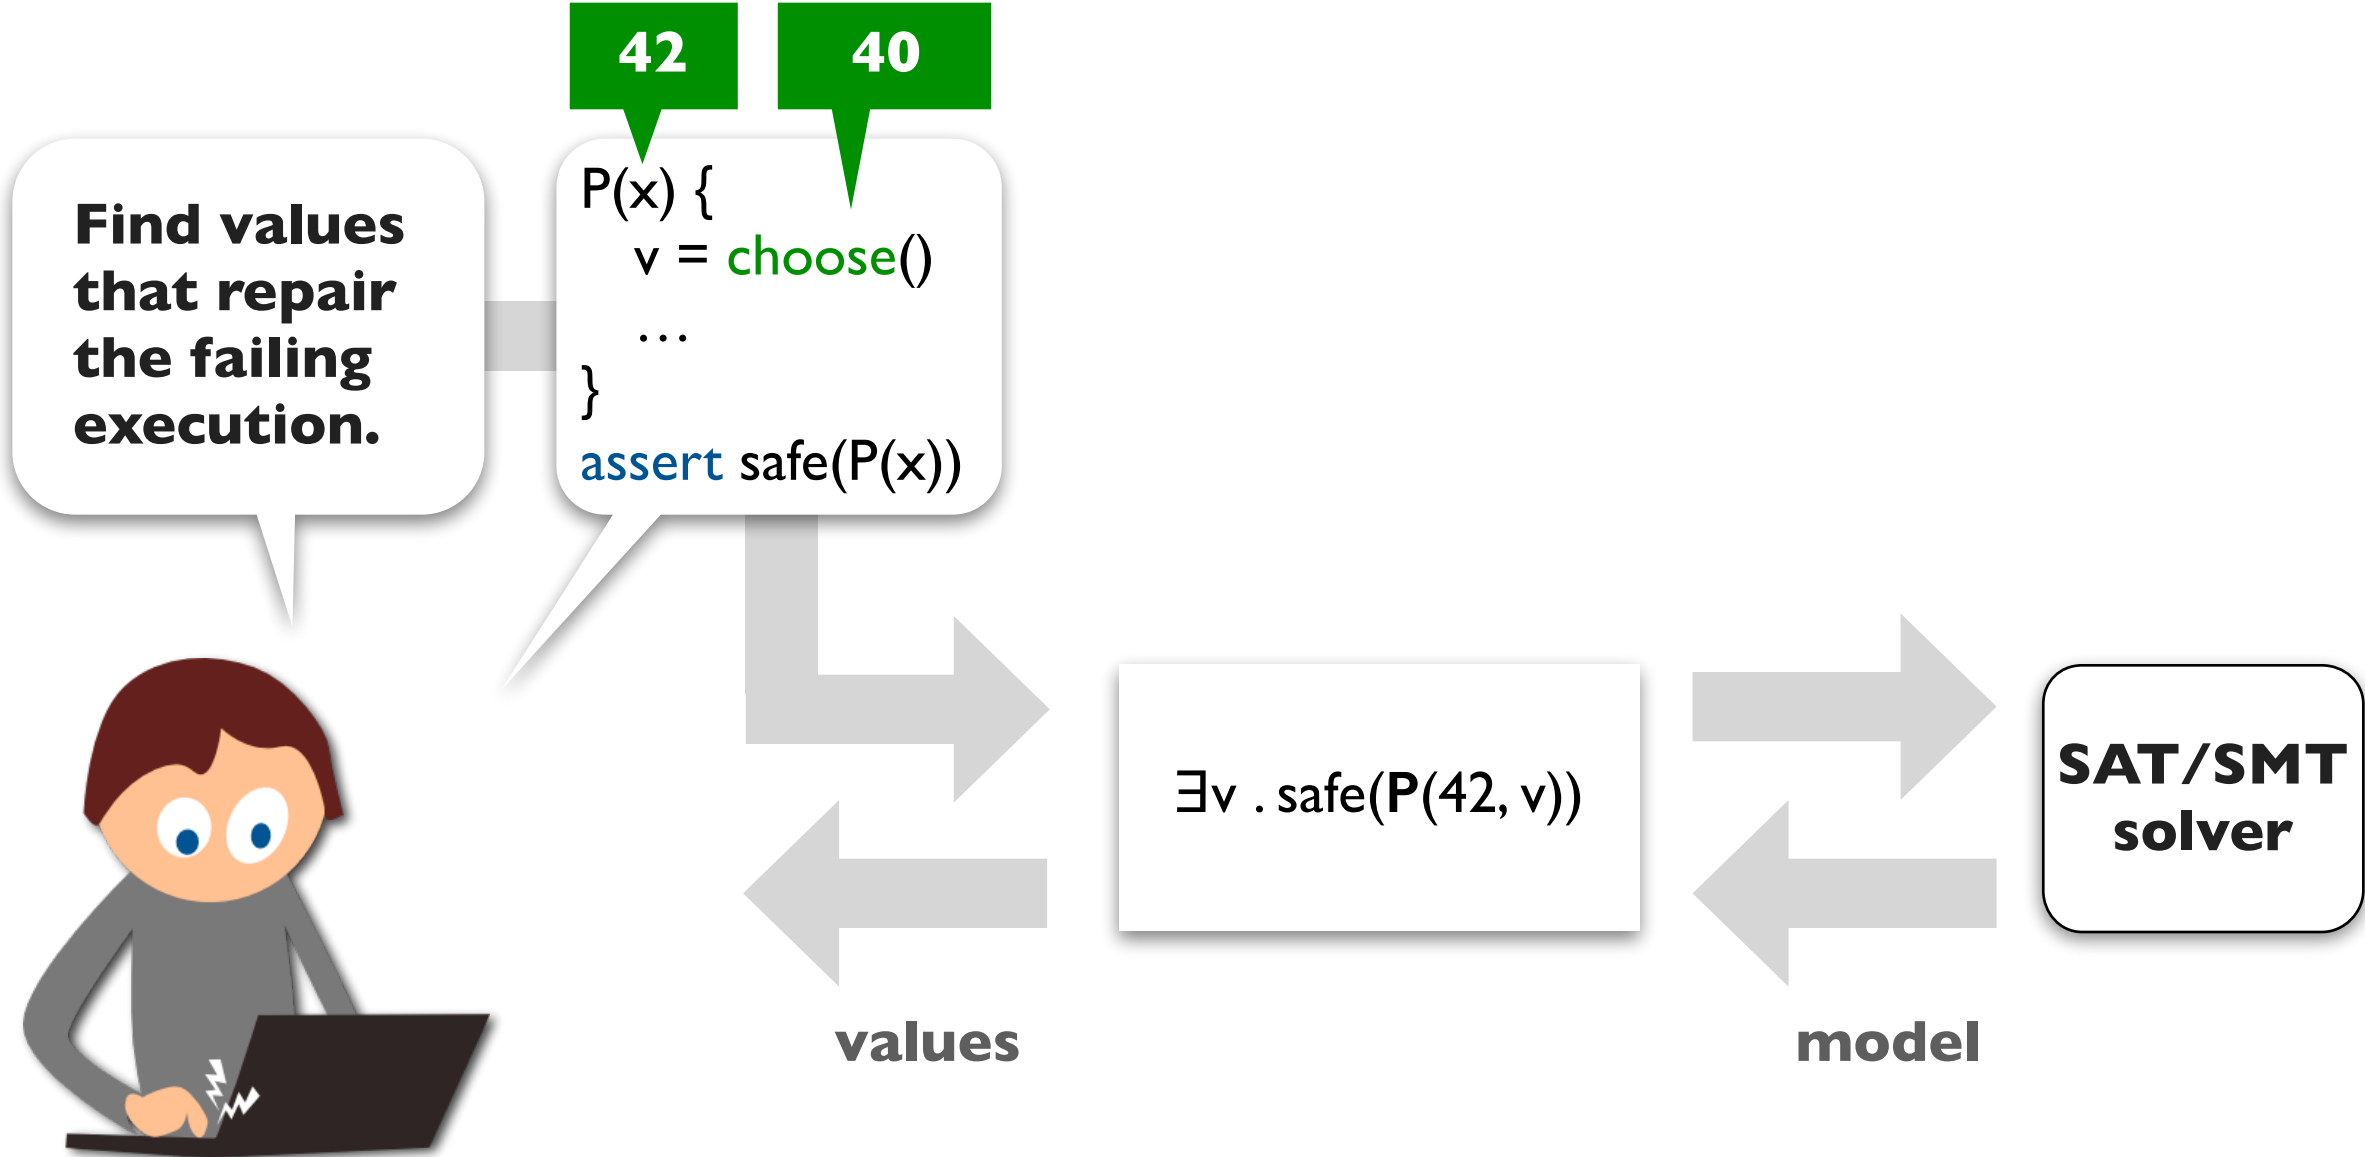 42
40
Find values
that repair
the failing
execution.
P(x) {
v = choose()
…
}
assert safe(P(x))
∃v . safe(P(42, v))
SAT/SMT
solver
values
model